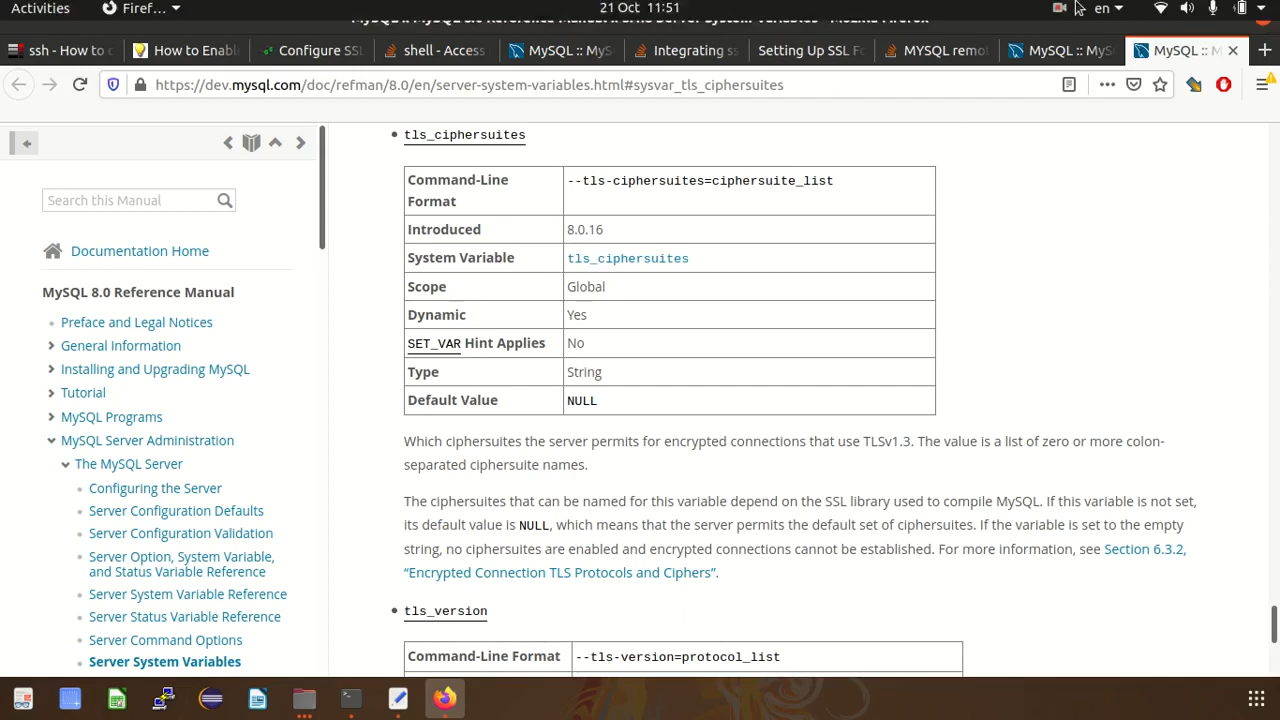 Activities
Firef…
21 Oct 11:51
en
ssh - How to c
How to Enabl
Configure SS
shell - Access
MySQL :: MyS
Integrating ss
Setting Up SSL Fo
MYSQL remo
MySQL :: MyS
MySQL :: M
https://dev.mysql.com/doc/refman/8.0/en/server-system-variables.html#sysvar_tls_ciphersuites
Search this Manual
Documentation Home
MySQL 8.0 Reference Manual
Preface and Legal Notices
General Information
Installing and Upgrading MySQL
Tutorial
MySQL Programs
MySQL Server Administration
The MySQL Server
Configuring the Server
Server Configuration Defaults
Server Configuration Validation
Server Option, System Variable,
and Status Variable Reference
Server System Variable Reference
Server Status Variable Reference
Server Command Options
Server System Variables
tls_ciphersuites
Command-Line Format --tls-ciphersuites=ciphersuite_list
Introduced 8.0.16
System Variable tls_ciphersuites
Scope Global
Dynamic Yes
SET_VAR Hint Applies No
Type String
Default Value NULL
Which ciphersuites the server permits for encrypted connections that use TLSv1.3. The value is a list of zero or more colon-
separated ciphersuite names.
The ciphersuites that can be named for this variable depend on the SSL library used to compile MySQL. If this variable is not set,
its default value is NULL, which means that the server permits the default set of ciphersuites. If the variable is set to the empty
string, no ciphersuites are enabled and encrypted connections cannot be established. For more information, see Section 6.3.2,
“Encrypted Connection TLS Protocols and Ciphers”.
tls_version
Command-Line Format --tls-version=protocol_list